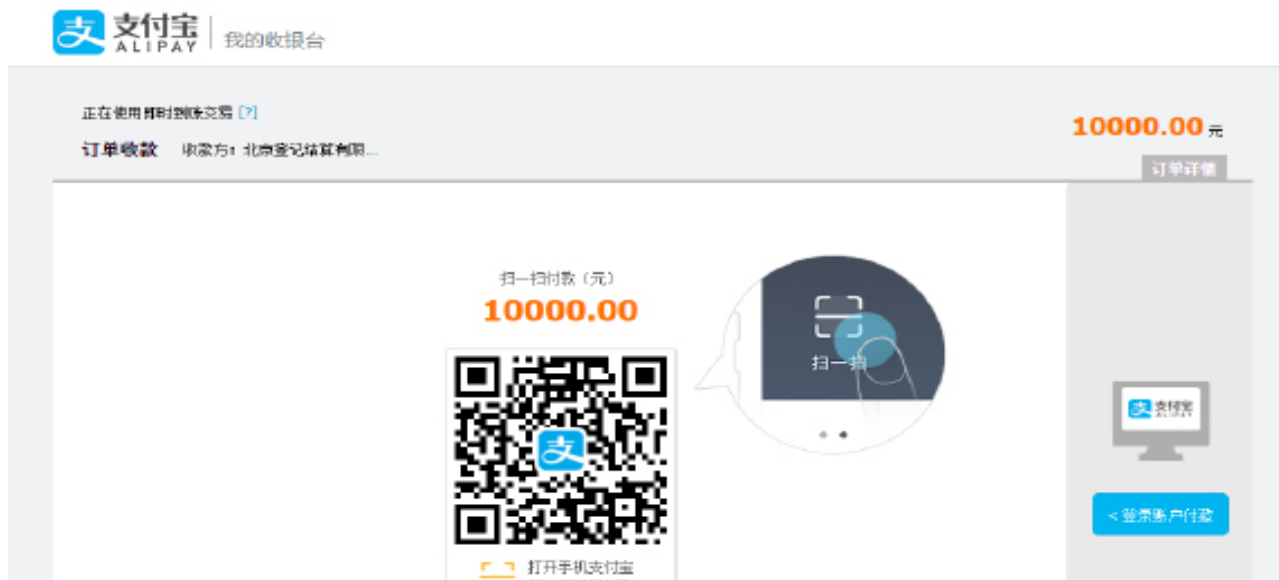 支付宝
ALIPAY
我的收银台
正在使用即时到账交易 [?]
10000.00 元
订单收款 收款方：北京登记结算有限...
订单详情
扫一扫付款（元）
10000.00
扫一扫
支付宝
支
打开手机支付宝
< 登录账户付款